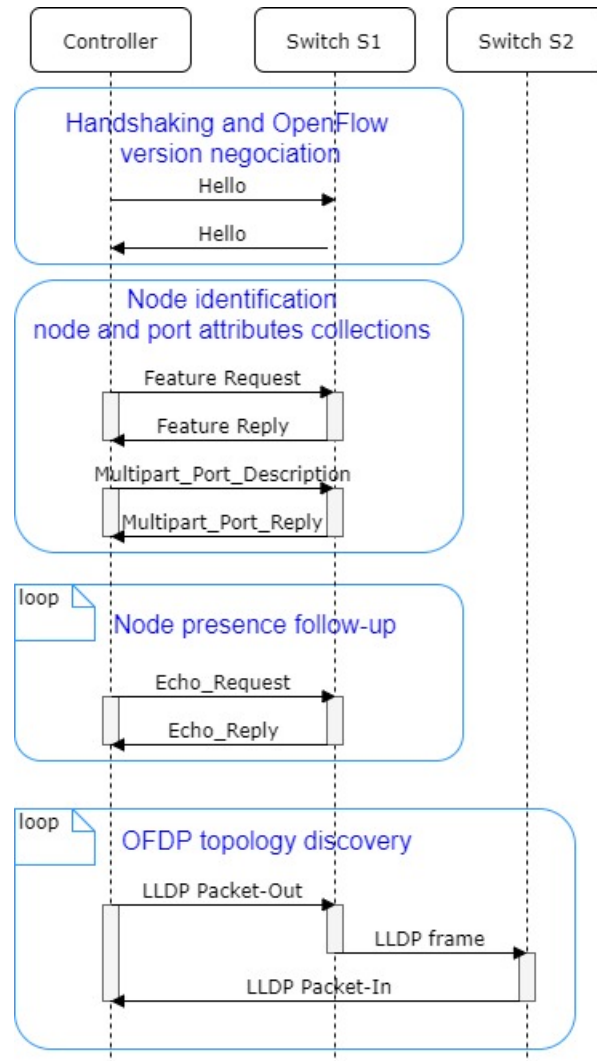 Controller
Switch S1
Switch S2
Handshaking and OpenFlow
version negociation
Hello
Hello
Node identification
node and port attributes collections
Feature Request
Feature Reply
Multipart_Port_Description
Multipart_Port_Reply
loop
Node presence follow-up
Echo_Request
Echo_Reply
loop
OFDP topology discovery
LLDP Packet-Out
LLDP frame
LLDP Packet-In